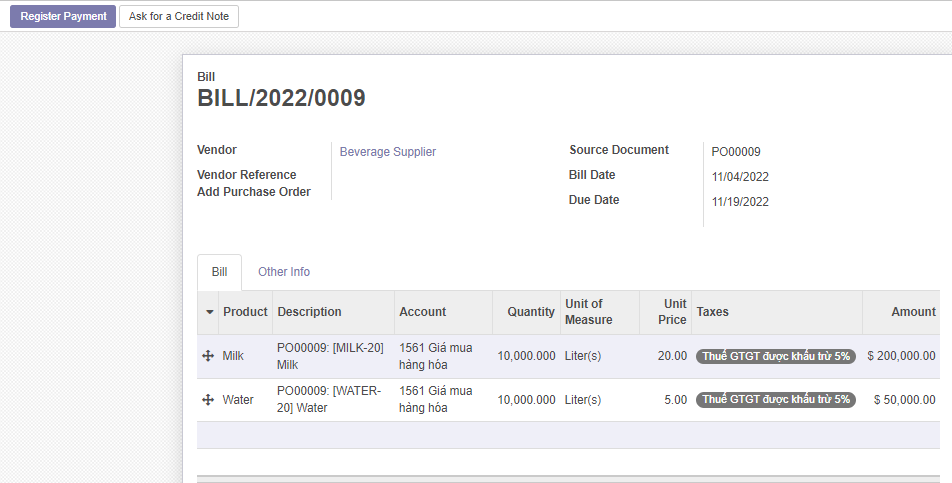 Register Payment Ask for a Credit Note
Bill
BILL/2022/0009
Vendor Beverage Supplier
Vendor Reference
Add Purchase Order
Source Document PO00009
Bill Date 11/04/2022
Due Date 11/19/2022
Bill Other Info
Product Description Account Quantity Unit of Measure Unit Price Taxes Amount
Milk PO00009: [MILK-20] Milk 1561 Giá mua hàng hóa 10,000.000 Liter(s) 20.00 Thuế GTGT được khấu trừ 5% $ 200,000.00
Water PO00009: [WATER-20] Water 1561 Giá mua hàng hóa 10,000.000 Liter(s) 5.00 Thuế GTGT được khấu trừ 5% $ 50,000.00